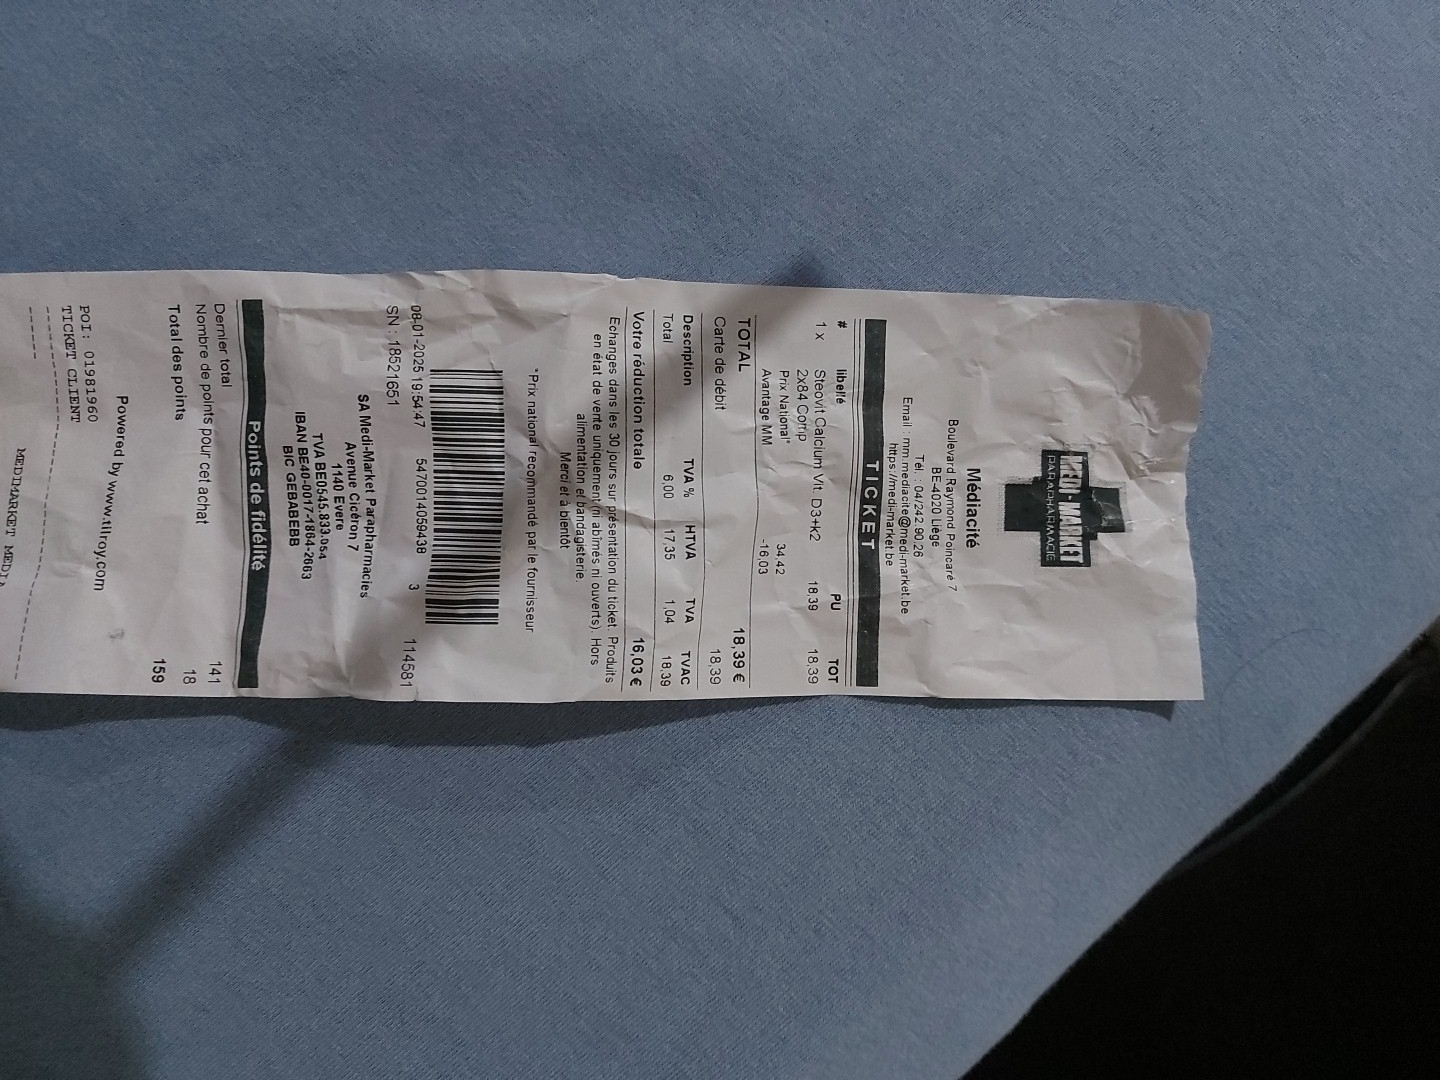 MEDI-MARKET
PARAPHARMACIE
Médiacité
Boulevard Raymond Poincaré 7
BE-4020 Liège
Tél. : 04/242 90 26
Email : mm.mediacite@medi-market.be
https://medi-market.be
TICKET
# libellé PU TOT
1 x Steovit Calcium Vit. D3+k2 18,39 18,39
2x84 Comp
Prix National* 34,42
Avantage MM -16,03
TOTAL 18,39 €
Carte de débit 18,39
Description TVA % HTVA TVA TVAC
Total 6,00 17,35 1,04 18,39
Votre réduction totale 16,03 €
Echanges dans les 30 jours sur présentation du ticket. Produits
en état de vente uniquement(ni abîmés ni ouverts). Hors
alimentation et bandagisterie.
Merci et à bientôt
*Prix national recommandé par le fournisseur
08-01-2025 19:54:47 5470014059438 3 114581
SN : 18521651
SA Medi-Market Parapharmacies
Avenue Cicéron 7
1140 Evere
TVA BE0545.833.654
IBAN BE40-0017-1864-2663
BIC GEBABEBB
Points de fidélité
Dernier total 141
Nombre de points pour cet achat 18
Total des points 159
Powered by www.tllroy.com
POI: 01981960
TICKET CLIENT
MEDIMARKET MEDIA